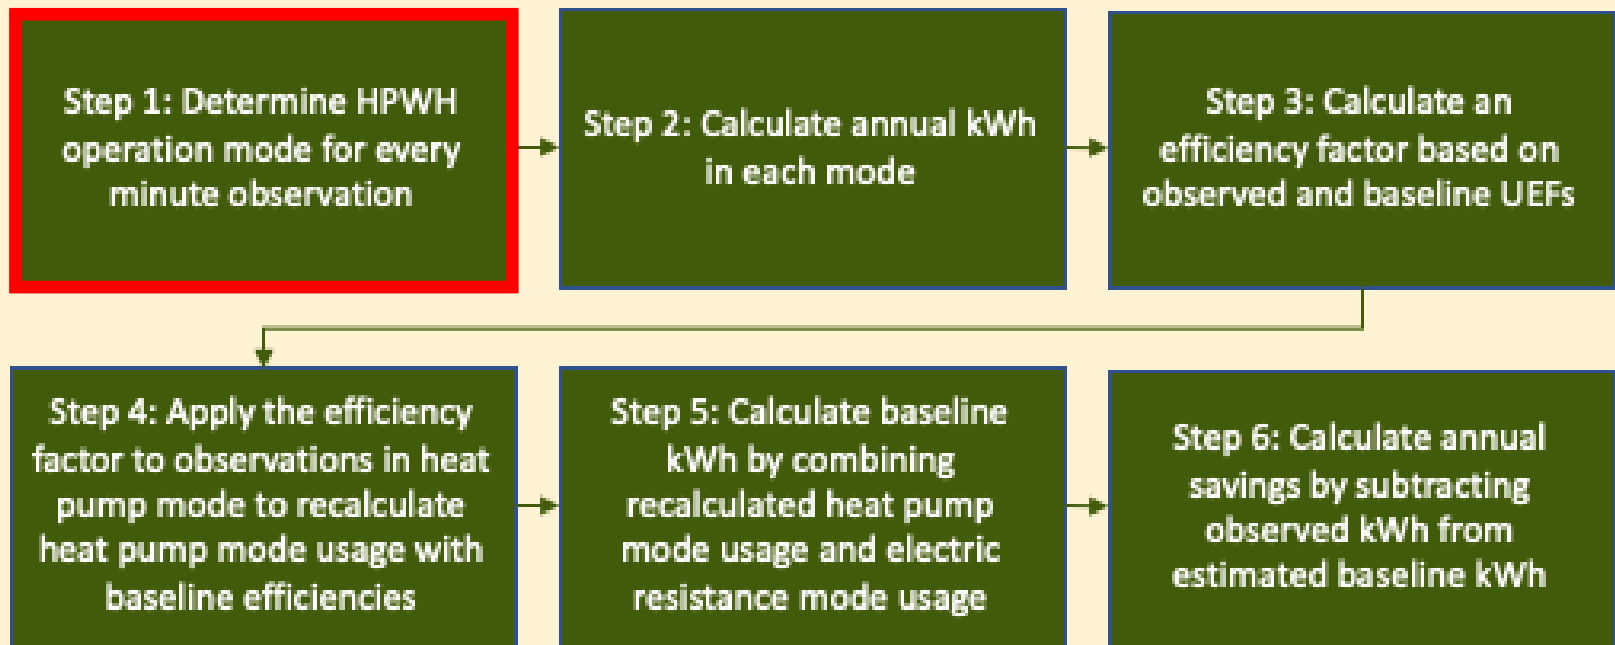 Step 1: Determine HPWH
operation mode for every
minute observation
Step 2: Calculate annual kWh
in each mode
Step 3: Calculate an
efficiency factor based on
observed and baseline UEFs
Step 4: Apply the efficiency
factor to observations in heat
pump mode to recalculate
heat pump mode usage with
baseline efficiencies
Step 5: Calculate baseline
kWh by combining
recalculated heat pump
mode usage and electric
resistance mode usage
Step 6: Calculate annual
savings by subtracting
observed kWh from
estimated baseline kWh